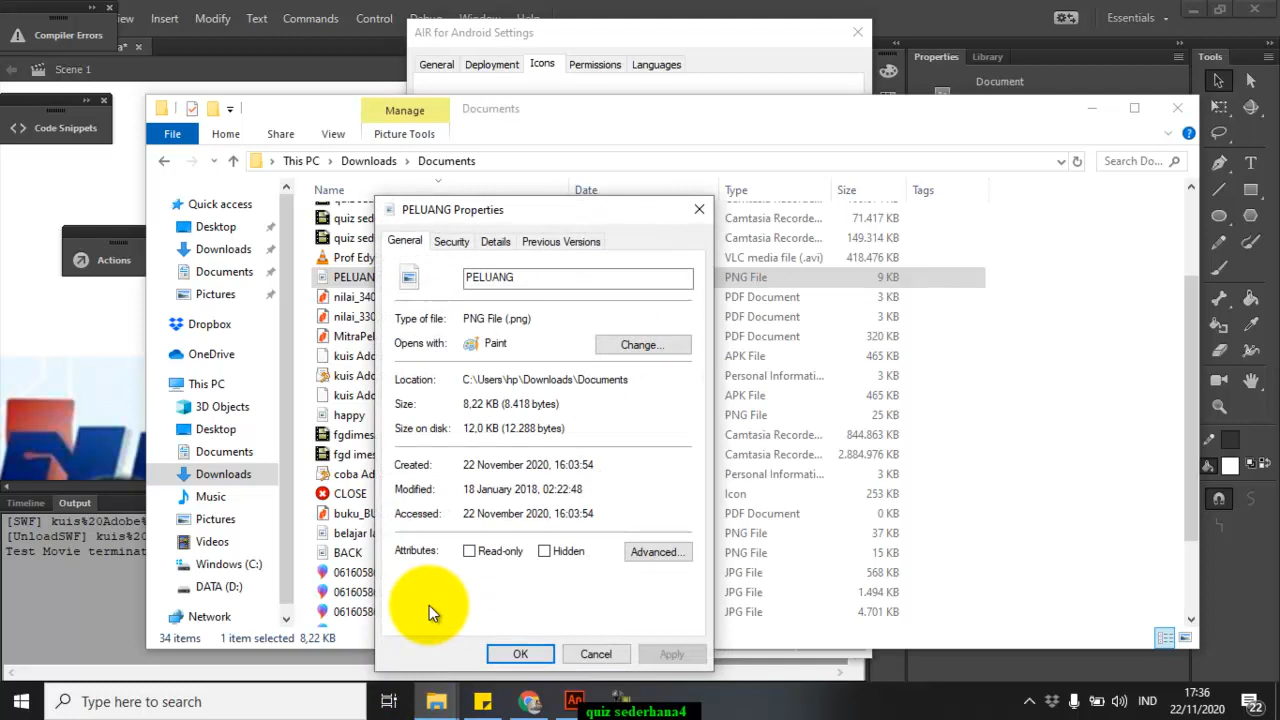 View Insert Modify Text Commands Control Debug Window
Essentials
Compiler Errors
AIR for Android Settings
a* ×
General Deployment Icons Permissions Languages
Properties Library
Tools
Scene 1
Document
Code Snippets
Manage
Documents
File Home Share View Picture Tools
This PC Downloads Documents
Search Do...
Name Date Type Size Tags
Quick access
Desktop
Downloads
Documents
Pictures
Dropbox
OneDrive
This PC
3D Objects
Desktop
Documents
Downloads
Music
Pictures
Videos
Windows (C:)
DATA (D:)
Network
Actions
quiz sed
Camtasia Recorde... 71.417 KB
quiz sed
Camtasia Recorde... 149.314 KB
Prof Edy
VLC media file (.avi) 418.476 KB
PELUAN
PNG File 9 KB
nilai_340
PDF Document 3 KB
nilai_330
PDF Document 3 KB
MitraPel
PDF Document 320 KB
kuis Ado
APK File 465 KB
kuis Ado
Personal Informati... 3 KB
kuis Ado
APK File 465 KB
happy
PNG File 25 KB
fgdimes
Camtasia Recorde... 844.863 KB
fgd imes
Camtasia Recorde... 2.884.976 KB
coba Ad
Personal Informati... 3 KB
CLOSE
Icon 253 KB
buku_BU
PDF Document 0 KB
belajar la
PNG File 37 KB
BACK
PNG File 15 KB
0616058
JPG File 568 KB
0616058
JPG File 1.494 KB
0616058
JPG File 4.701 KB
PELUANG Properties
General Security Details Previous Versions
PELUANG
Type of file: PNG File (.png)
Opens with: Paint Change...
Location: C:\Users\hp\Downloads\Documents
Size: 8,22 KB (8.418 bytes)
Size on disk: 12,0 KB (12.288 bytes)
Created: 22 November 2020, 16:03:54
Modified: 18 January 2018, 02:22:48
Accessed: 22 November 2020, 16:03:54
Attributes: Read-only Hidden Advanced...
OK Cancel Apply
34 items 1 item selected 8,22 KB
Timeline Output
[SWF] kuis%20Adobe%
[UnloadSWF] kuis%20
Test Movie terminat
Type here to search
An
IND
17:36
22/11/2020
22
quiz sederhana4